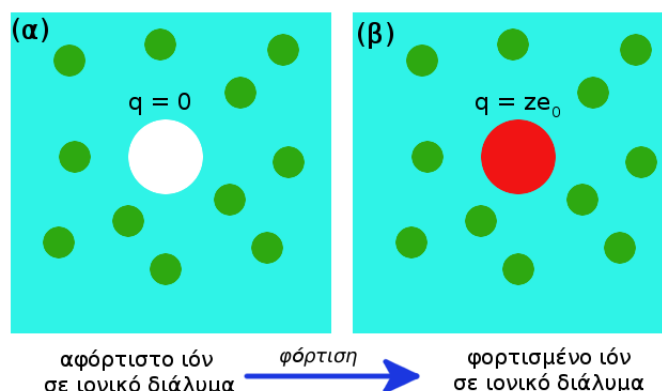 (α)
q = 0
(β)
q = ze₀
αφόρτιστο ιόν
σε ιονικό διάλυμα
φόρτιση
φορτισμένο ιόν
σε ιονικό διάλυμα